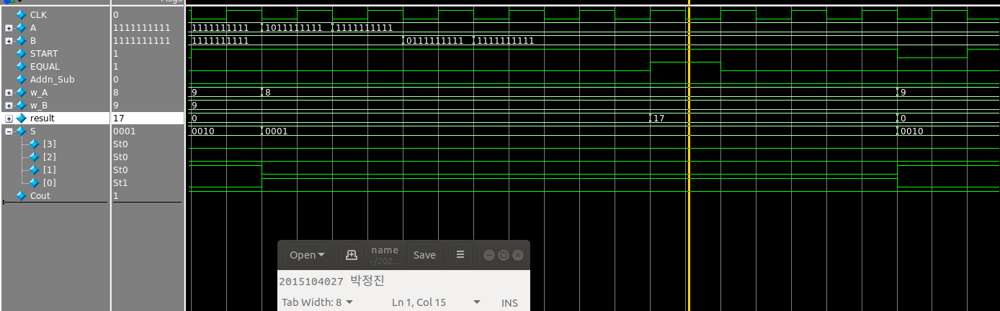 Msgs
CLK 0
A 1111111111 1111111111 1011111111 1111111111
B 1111111111 1111111111 0111111111 1111111111
START 1
EQUAL 1
Addn_Sub 0
w_A 8 9 8 9
w_B 9 9
result 17 0 17 0
S 0001 0010 0001 0010
[3] St0
[2] St0
[1] St0
[0] St1
Cout 1
Open name Save
~/202...
2015104027 박정진
Tab Width: 8 Ln 1, Col 15 INS